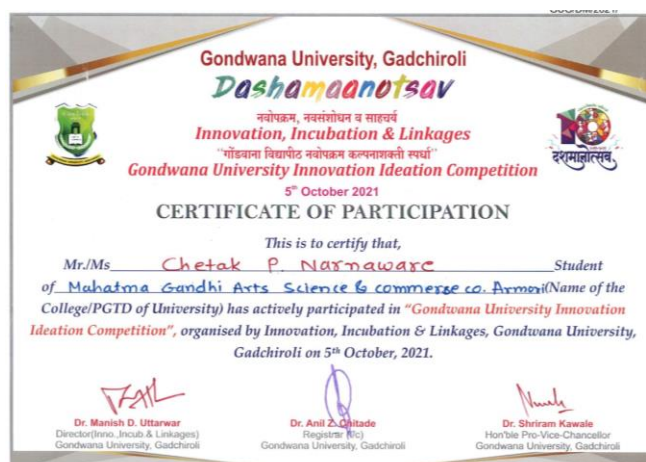 Gondwana University, Gadchiroli
Dashamaanotsav
नवोपक्रम, नवसंशोधन व साहचर्य
Innovation, Incubation & Linkages
"गोंडवाना विद्यापीठ नवोपक्रम कल्पनाशक्ती स्पर्धा"
Gondwana University Innovation Ideation Competition
दशमानोत्सव
5th October 2021
CERTIFICATE OF PARTICIPATION
This is to certify that,
Mr./Ms Chetak P. Narnaware Student
of Mahatma Gandhi Arts Science & commerse co. Armori (Name of the
College/PGTD of University) has actively participated in "Gondwana University Innovation
Ideation Competition", organised by Innovation, Incubation & Linkages, Gondwana University,
Gadchiroli on 5th October, 2021.
Dr. Manish D. Uttarwar
Director(Inno.,Incub.& Linkages)
Gondwana University, Gadchiroli
Dr. Anil Z. Chitade
Registrar (I/c)
Gondwana University, Gadchiroli
Dr. Shriram Kawale
Hon'ble Pro-Vice-Chancellor
Gondwana University, Gadchiroli